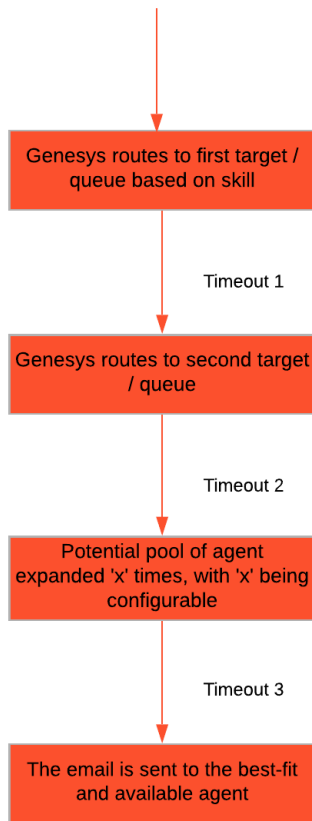 Genesys routes to first target /
queue based on skill
Timeout 1
Genesys routes to second target
/ queue
Timeout 2
Potential pool of agent
expanded 'x' times, with 'x' being
configurable
Timeout 3
The email is sent to the best-fit
and available agent